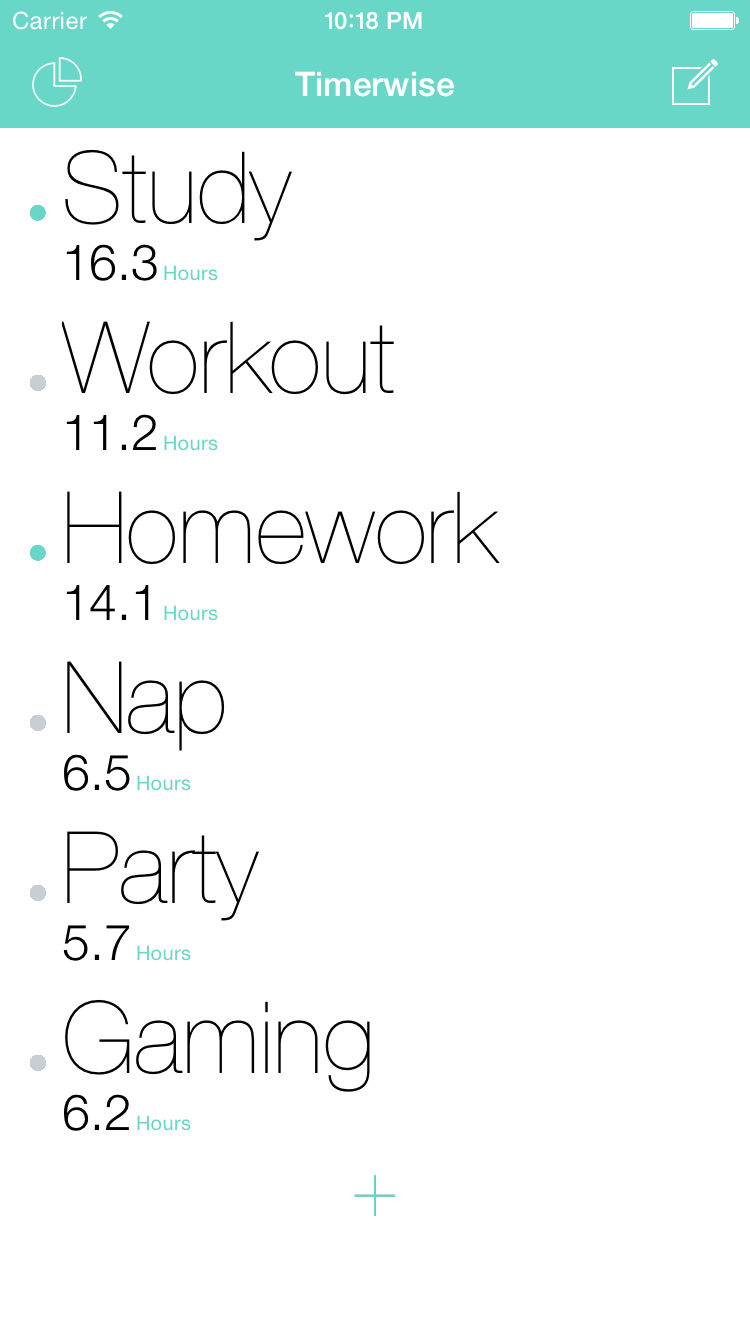 Carrier 10:18 PM
Timerwise
Study
16.3 Hours
Workout
11.2 Hours
Homework
14.1 Hours
Nap
6.5 Hours
Party
5.7 Hours
Gaming
6.2 Hours